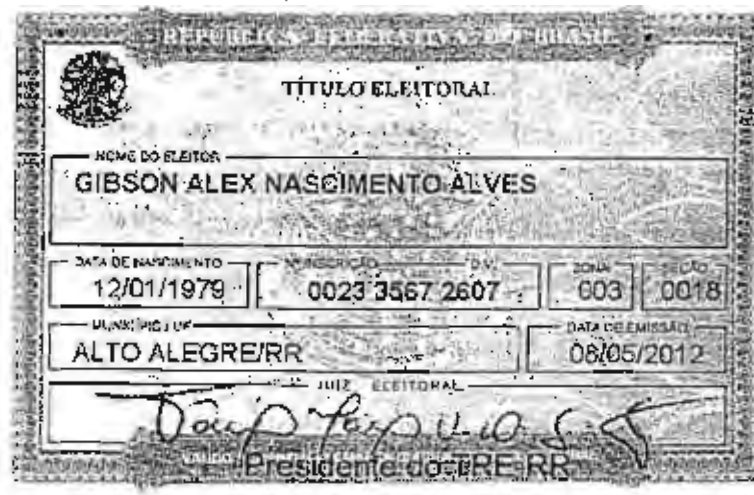 REPÚBLICA FEDERATIVA DO BRASIL
TÍTULO ELEITORAL
NOME DO ELEITOR
GIBSON ALEX NASCIMENTO ALVES
DATA DE NASCIMENTO Nº INSCRIÇÃO D.V. ZONA SEÇÃO
12/01/1979 0023 3567 2607 003 0018
MUNICÍPIO / UF DATA DE EMISSÃO
ALTO ALEGRE/RR 08/05/2012
JUIZ ELEITORAL
Presidente do TRE-RR